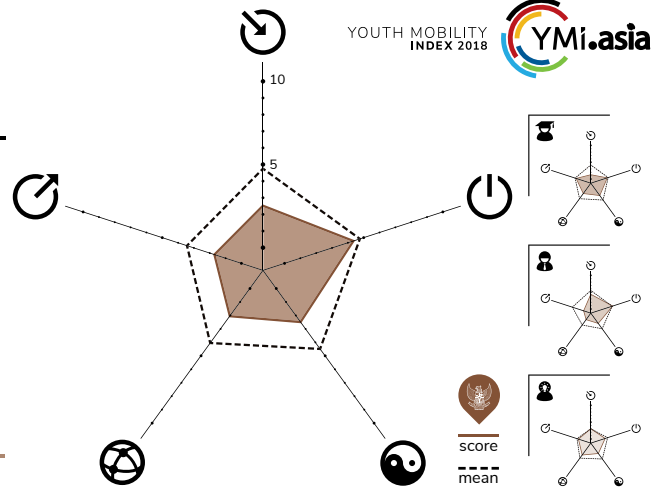 YOUTH MOBILITY
INDEX 2018
YMi.asia
10
5
score
mean